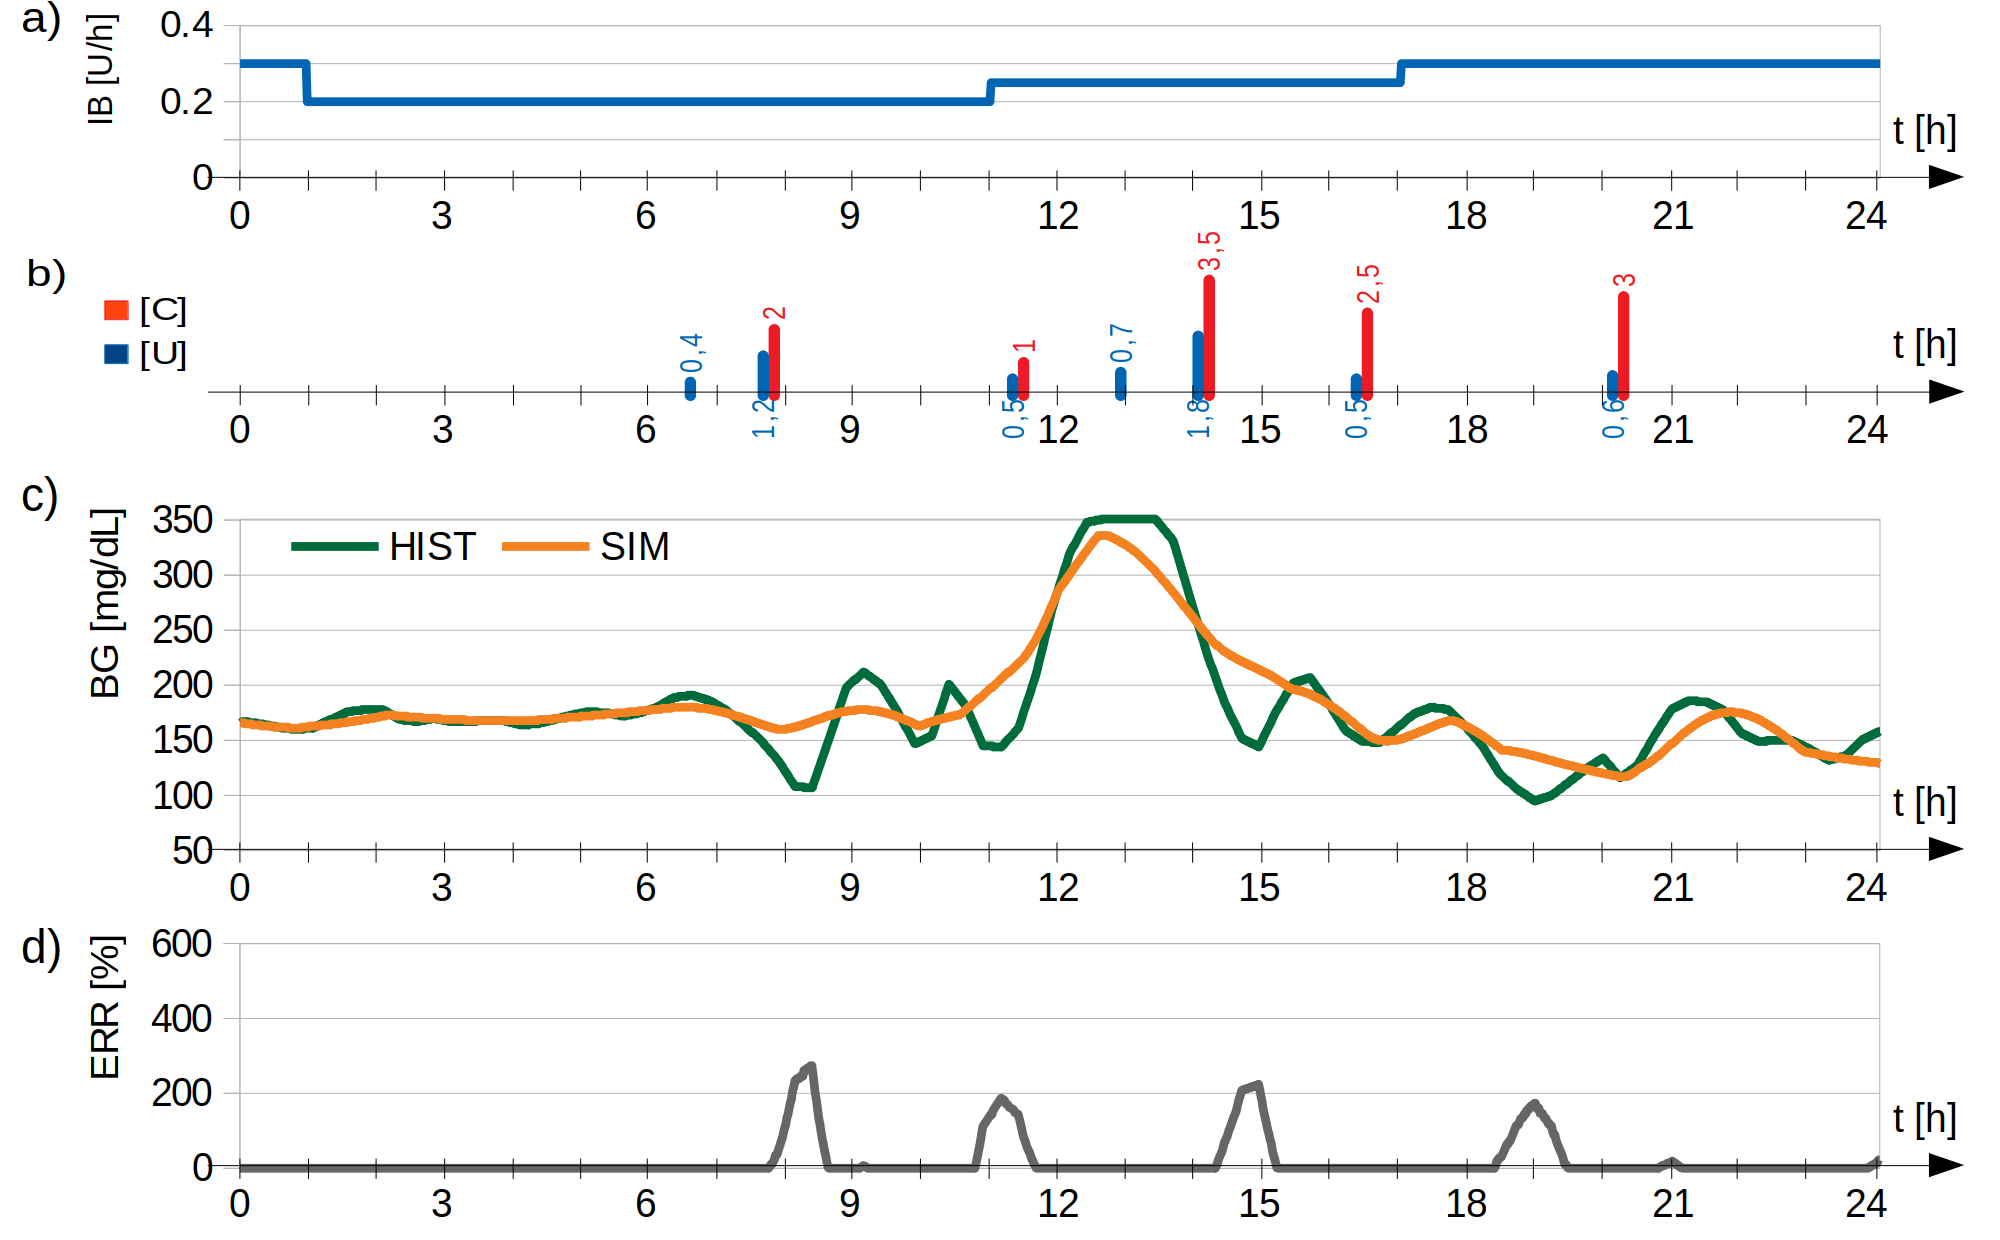 a)
IB [U/h]
0.4
0.2
0
t [h]
0 3 6 9 12 15 18 21 24
b)
[C]
[U]
0,4
1,2
2
0,5
1
0,7
1,8
3,5
0,5
2,5
0,6
3
t [h]
0 3 6 9 12 15 18 21 24
c)
BG [mg/dL]
350
300
250
200
150
100
50
HIST SIM
t [h]
0 3 6 9 12 15 18 21 24
d)
ERR [%]
600
400
200
0
t [h]
0 3 6 9 12 15 18 21 24